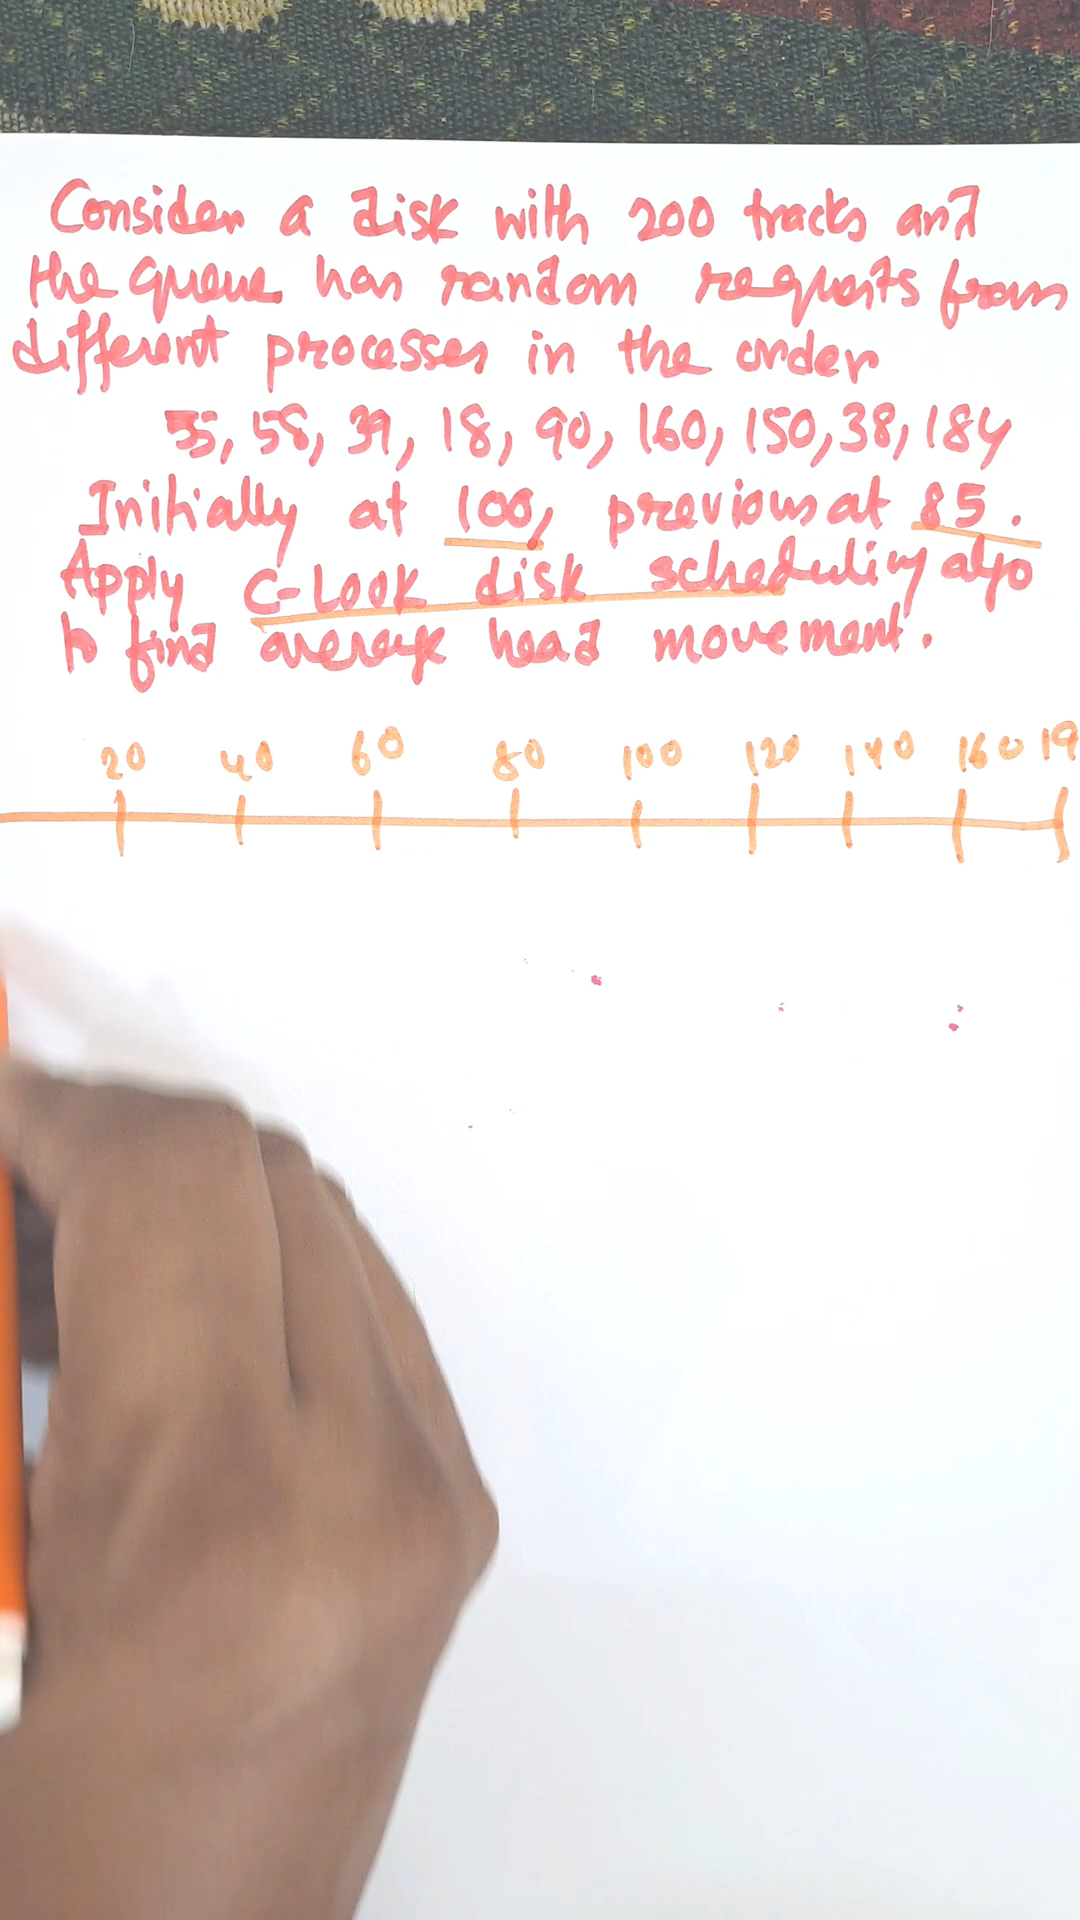 Consider a disk with 200 tracks and
the queue has random requests from
different processes in the order
55, 58, 39, 18, 90, 160, 150, 38, 184
Initially at 100, previous at 85.
Apply C-LOOK disk scheduling algo
to find average head movement.
20 40 60 80 100 120 140 160 19